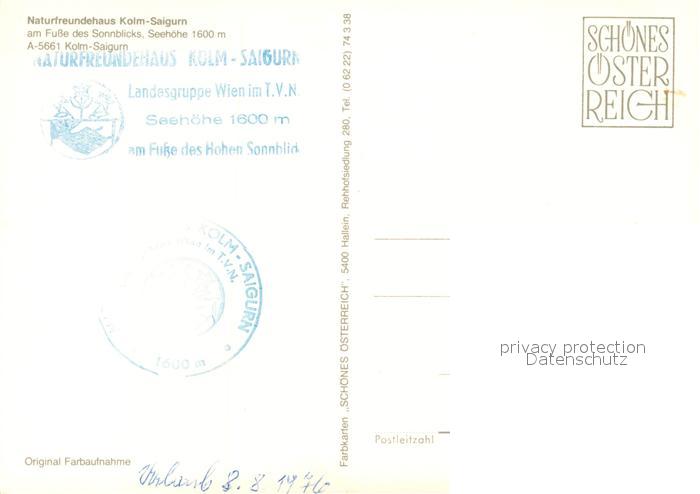 Naturfreundehaus Kolm-Saigurn
am Fuße des Sonnblicks, Seehöhe 1600 m
A-5661 Kolm-Saigurn
NATURFREUNDEHAUS KOLM-SAIGURN
Landesgruppe Wien im T.V.N.
Seehöhe 1600 m
am Fuße des Hohen Sonnblick
KOLM-SAIGURN
Wien im T.V.N.
1600 m
Original Farbaufnahme
Urlaub 8.8 1976
Farbkarten „SCHÖNES ÖSTERREICH", 5400 Hallein, Rehhofsiedlung 280, Tel. (0 62 22) 74 3 38
SCHÖNES
ÖSTER
REICH
privacy protection
Datenschutz
Postleitzahl